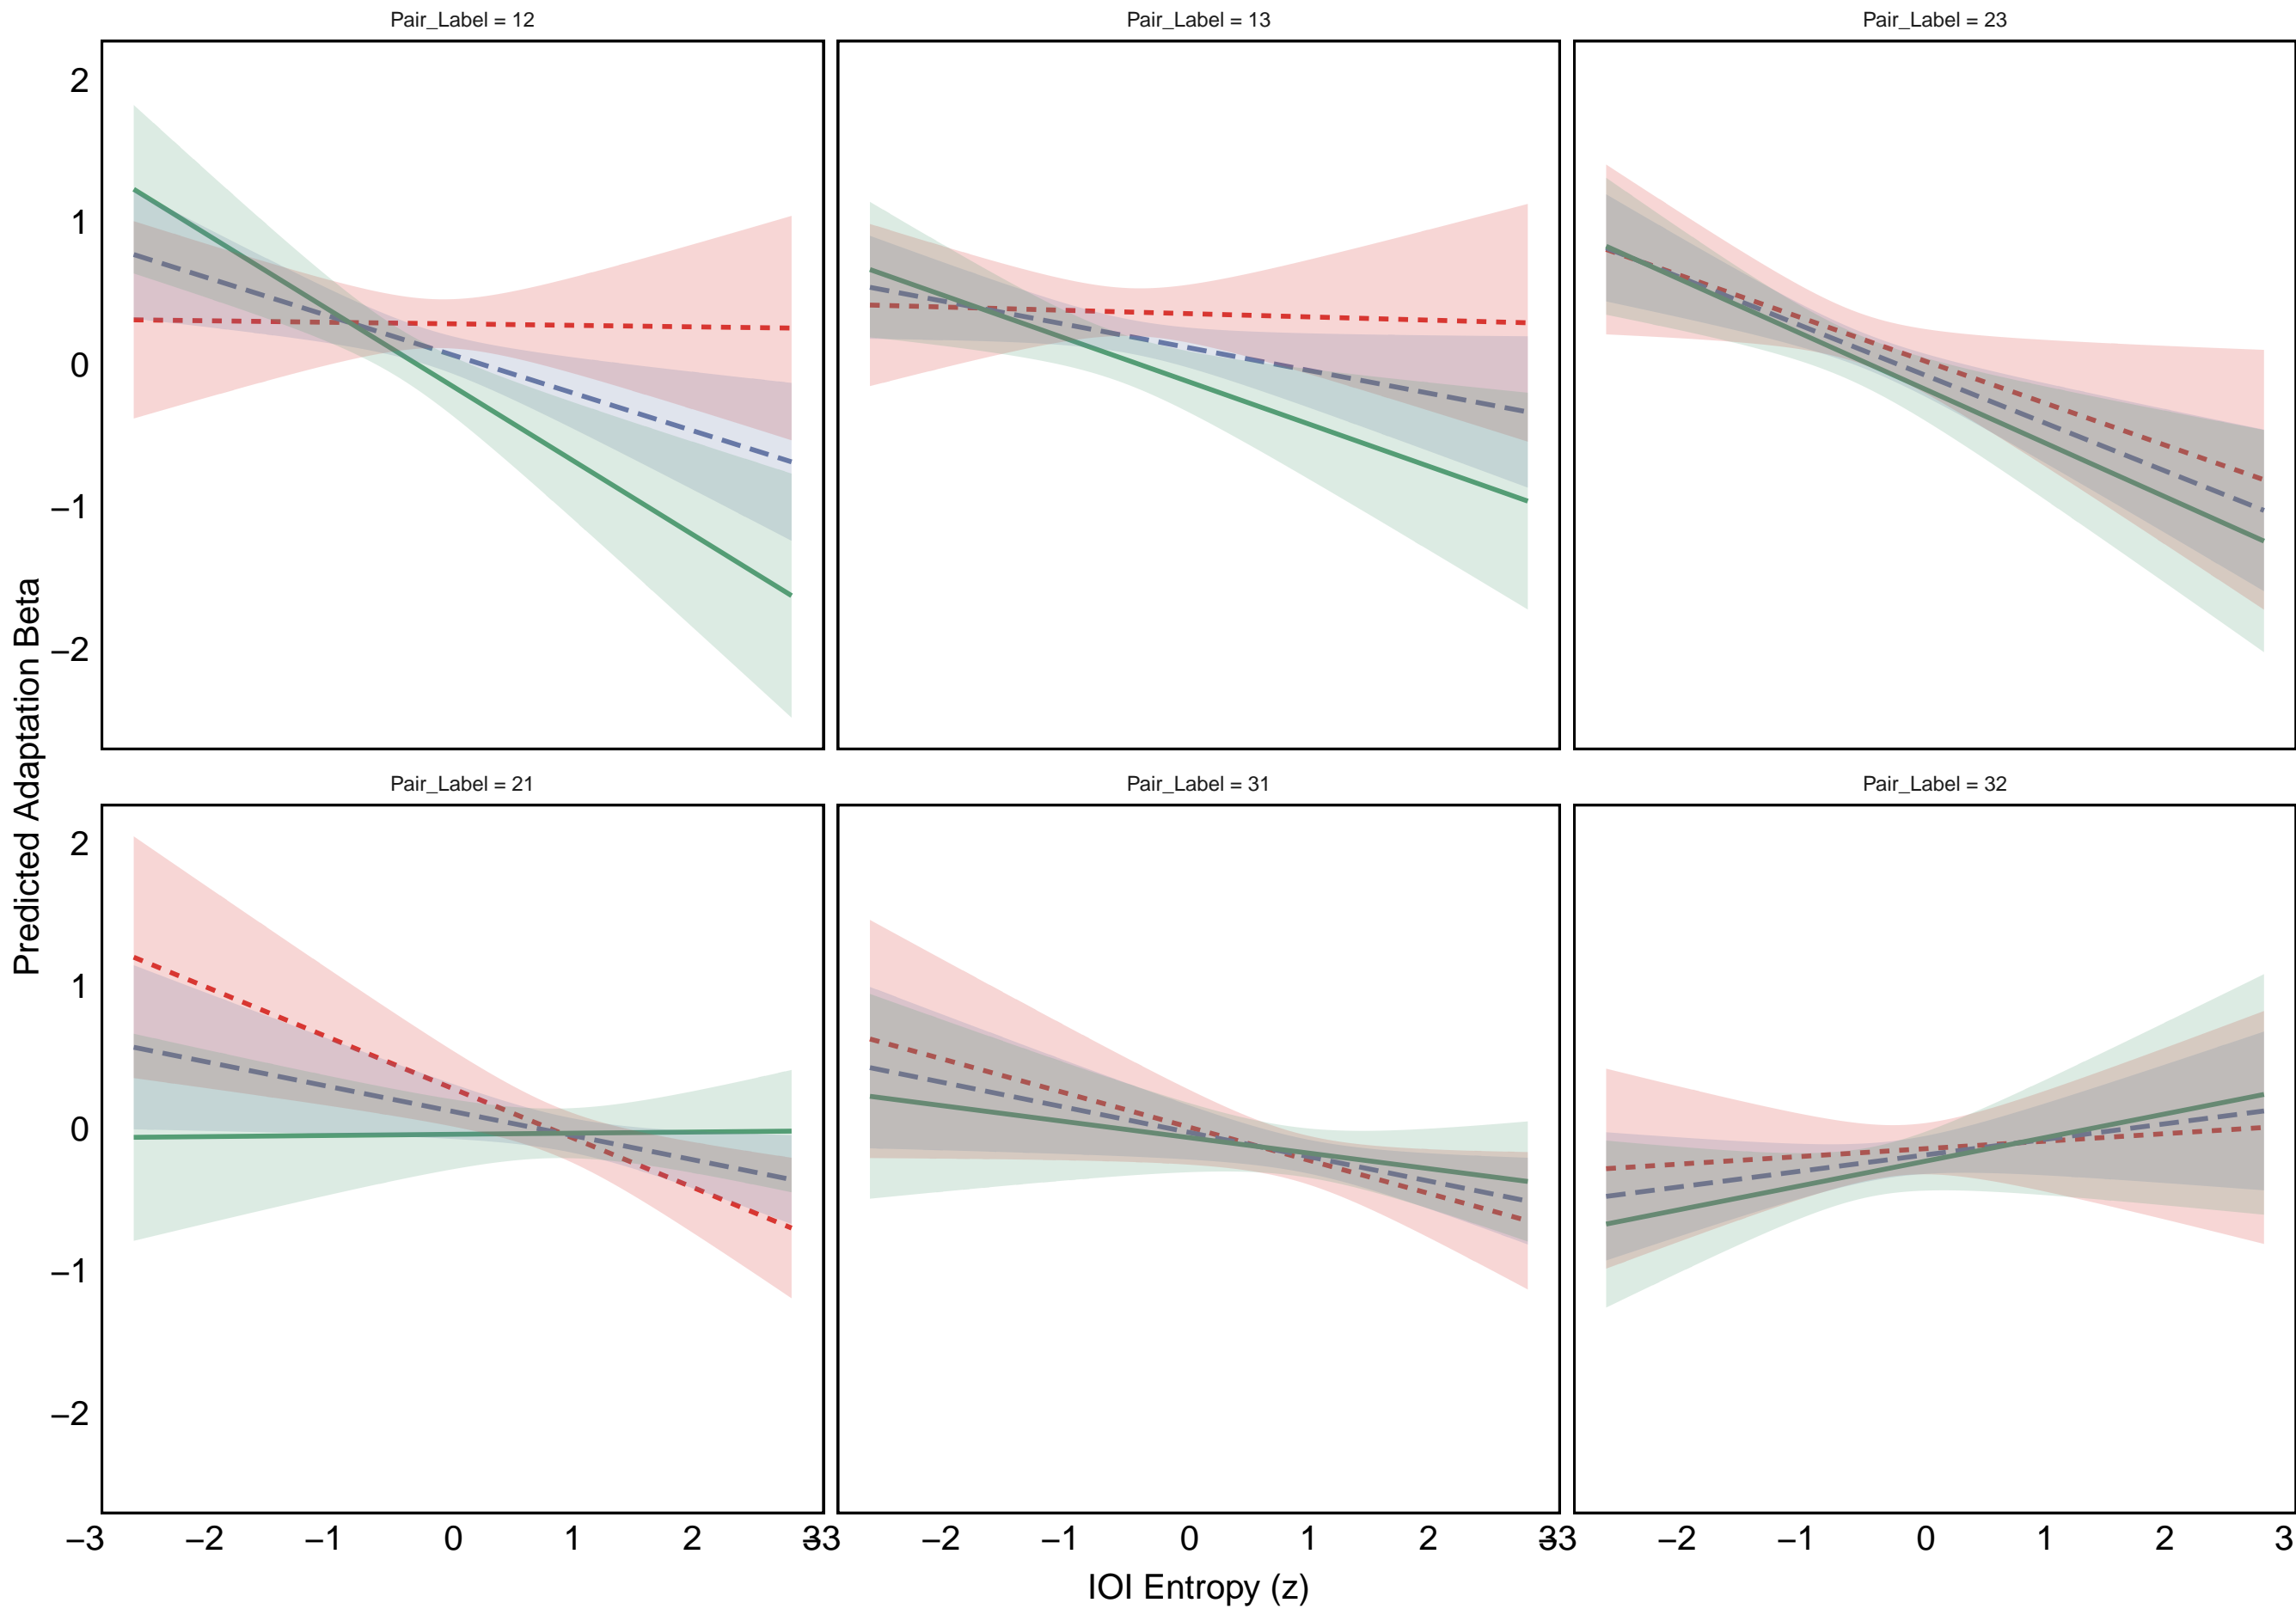 Pair_Label = 12
Pair_Label = 13
Pair_Label = 23
2
1
0
–1
–2
Predicted Adaptation Beta
Pair_Label = 21
Pair_Label = 31
Pair_Label = 32
2
1
0
–1
–2
–3 –2 –1 0 1 2 3
–3 –2 –1 0 1 2 3
–3 –2 –1 0 1 2 3
IOI Entropy (z)